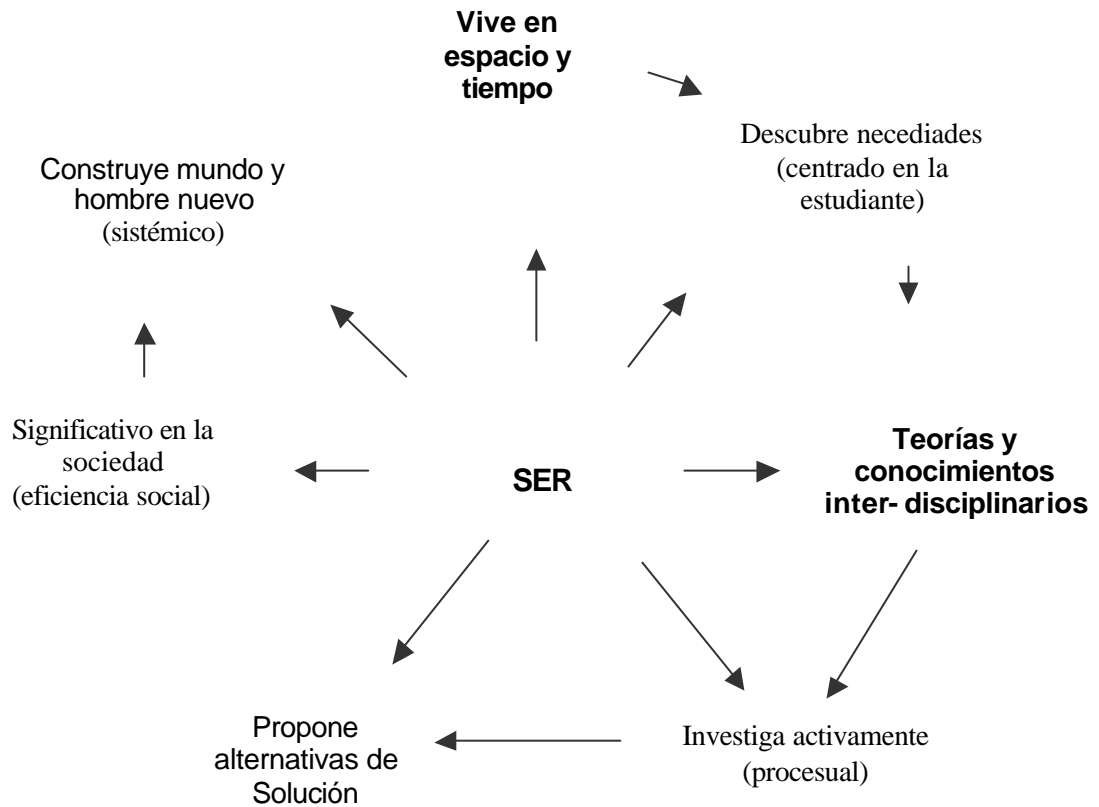 Vive en
espacio y
tiempo
Descubre necediades
(centrado en la
estudiante)
Construye mundo y
hombre nuevo
(sistémico)
Significativo en la
sociedad
(eficiencia social)
SER
Teorías y
conocimientos
inter- disciplinarios
Propone
alternativas de
Solución
Investiga activamente
(procesual)